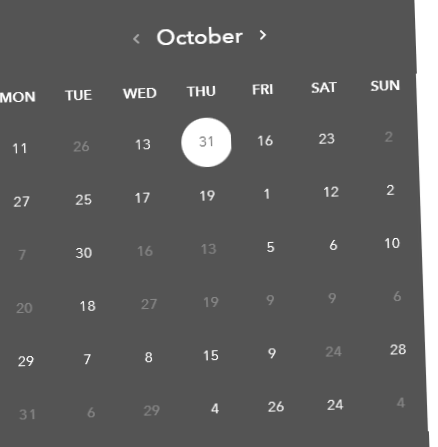 ‹ October ›
MON TUE WED THU FRI SAT SUN
11 26 13 31 16 23 2
27 25 17 19 1 12 2
7 30 16 13 5 6 10
20 18 27 19 9 9 6
29 7 8 15 9 24 28
31 6 29 4 26 24 4